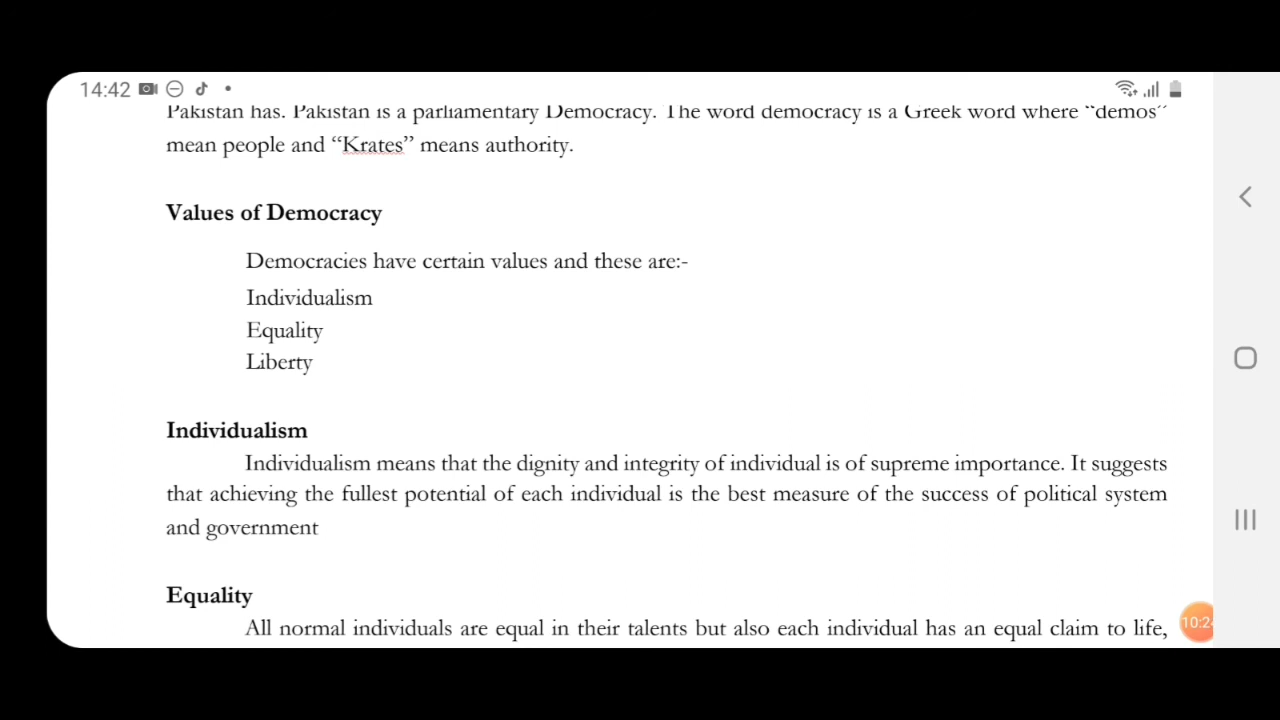 14:42
Pakistan has. Pakistan is a parliamentary Democracy. The word democracy is a Greek word where “demos”
mean people and “Krates” means authority.
Values of Democracy
Democracies have certain values and these are:-
Individualism
Equality
Liberty
Individualism
Individualism means that the dignity and integrity of individual is of supreme importance. It suggests
that achieving the fullest potential of each individual is the best measure of the success of political system
and government
Equality
All normal individuals are equal in their talents but also each individual has an equal claim to life,